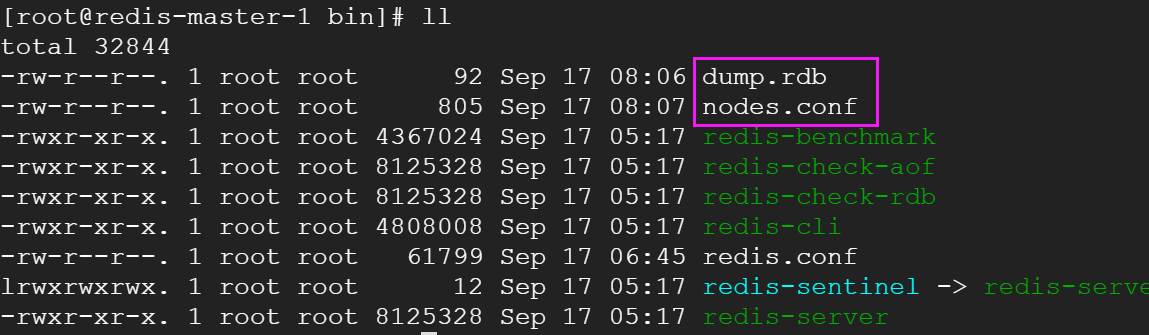 [root@redis-master-1 bin]# ll
total 32844
-rw-r--r--. 1 root root      92 Sep 17 08:06 dump.rdb
-rw-r--r--. 1 root root     805 Sep 17 08:07 nodes.conf
-rwxr-xr-x. 1 root root 4367024 Sep 17 05:17 redis-benchmark
-rwxr-xr-x. 1 root root 8125328 Sep 17 05:17 redis-check-aof
-rwxr-xr-x. 1 root root 8125328 Sep 17 05:17 redis-check-rdb
-rwxr-xr-x. 1 root root 4808008 Sep 17 05:17 redis-cli
-rw-r--r--. 1 root root   61799 Sep 17 06:45 redis.conf
lrwxrwxrwx. 1 root root      12 Sep 17 05:17 redis-sentinel -> redis-serve
-rwxr-xr-x. 1 root root 8125328 Sep 17 05:17 redis-server